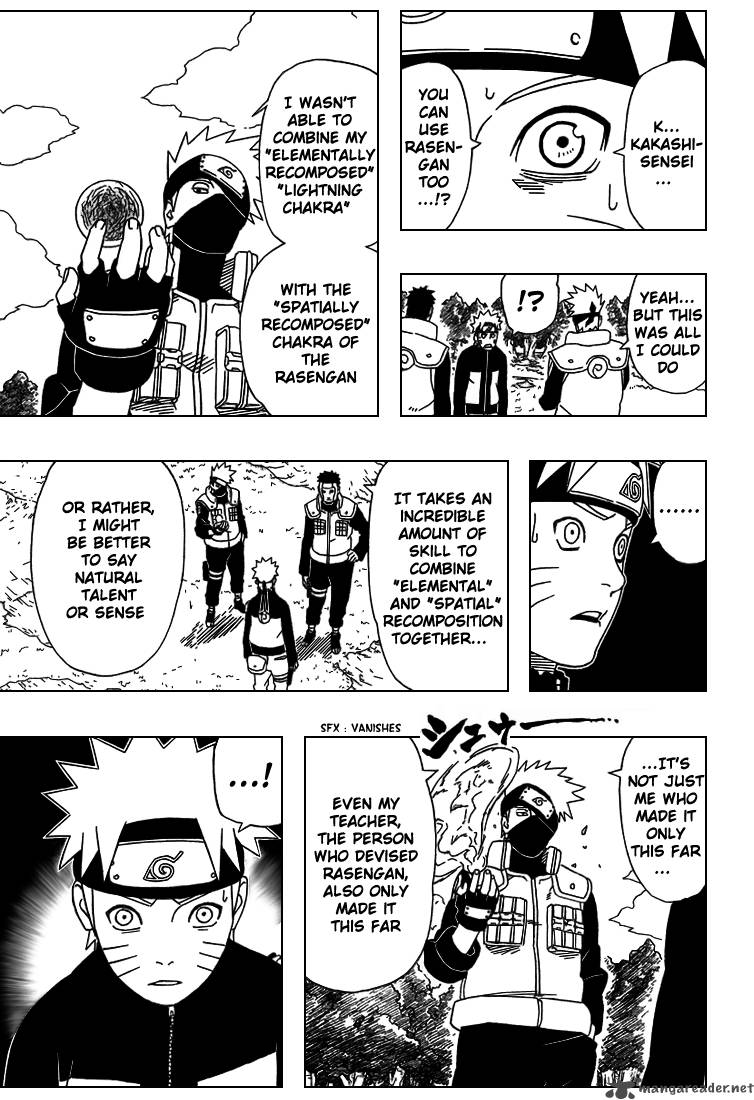 K...
KAKASHI-
SENSEI
...
YOU
CAN
USE
RASEN-
GAN
TOO
...!?
I WASN'T
ABLE TO
COMBINE MY
"ELEMENTALLY
RECOMPOSED"
"LIGHTNING
CHAKRA"
WITH THE
"SPATIALLY
RECOMPOSED"
CHAKRA OF
THE
RASENGAN
YEAH...
BUT THIS
WAS ALL
I COULD
DO
!?
......
IT TAKES AN
INCREDIBLE
AMOUNT OF
SKILL TO
COMBINE
"ELEMENTAL"
AND "SPATIAL"
RECOMPOSITION
TOGETHER...
OR RATHER,
I MIGHT
BE BETTER
TO SAY
NATURAL
TALENT
OR SENSE
SFX : VANISHES
シュウー
...IT'S
NOT JUST
ME WHO
MADE IT
ONLY
THIS FAR
...
EVEN MY
TEACHER,
THE PERSON
WHO DEVISED
RASENGAN,
ALSO ONLY
MADE IT
THIS FAR
...!
mangareader.net